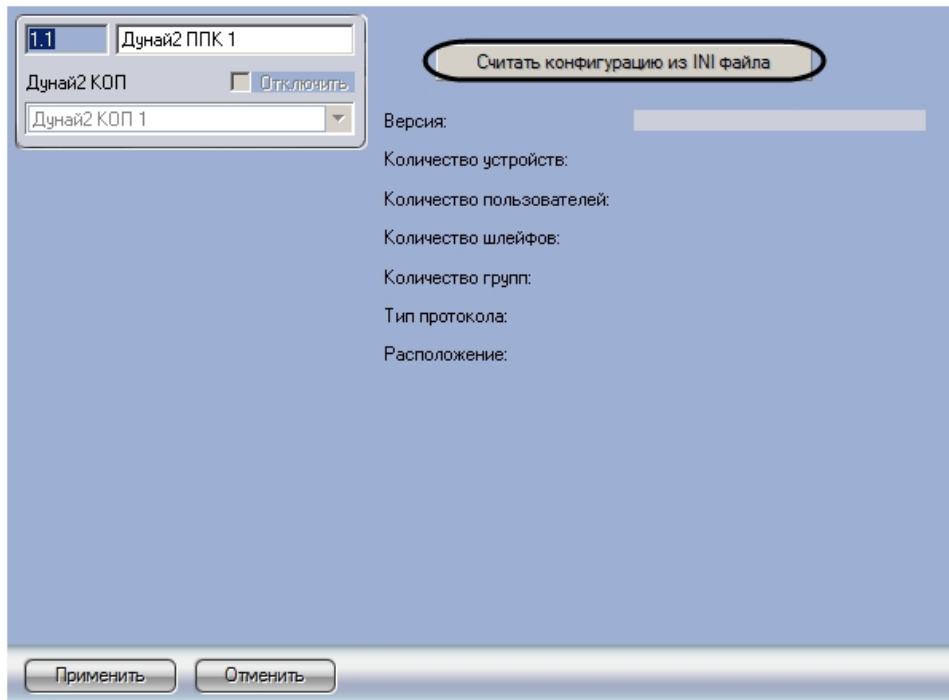 1.1 Дунай2 ППК 1
Дунай2 КОП Отключить
Дунай2 КОП 1
Считать конфигурацию из INI файла
Версия:
Количество устройств:
Количество пользователей:
Количество шлейфов:
Количество групп:
Тип протокола:
Расположение:
Применить Отменить